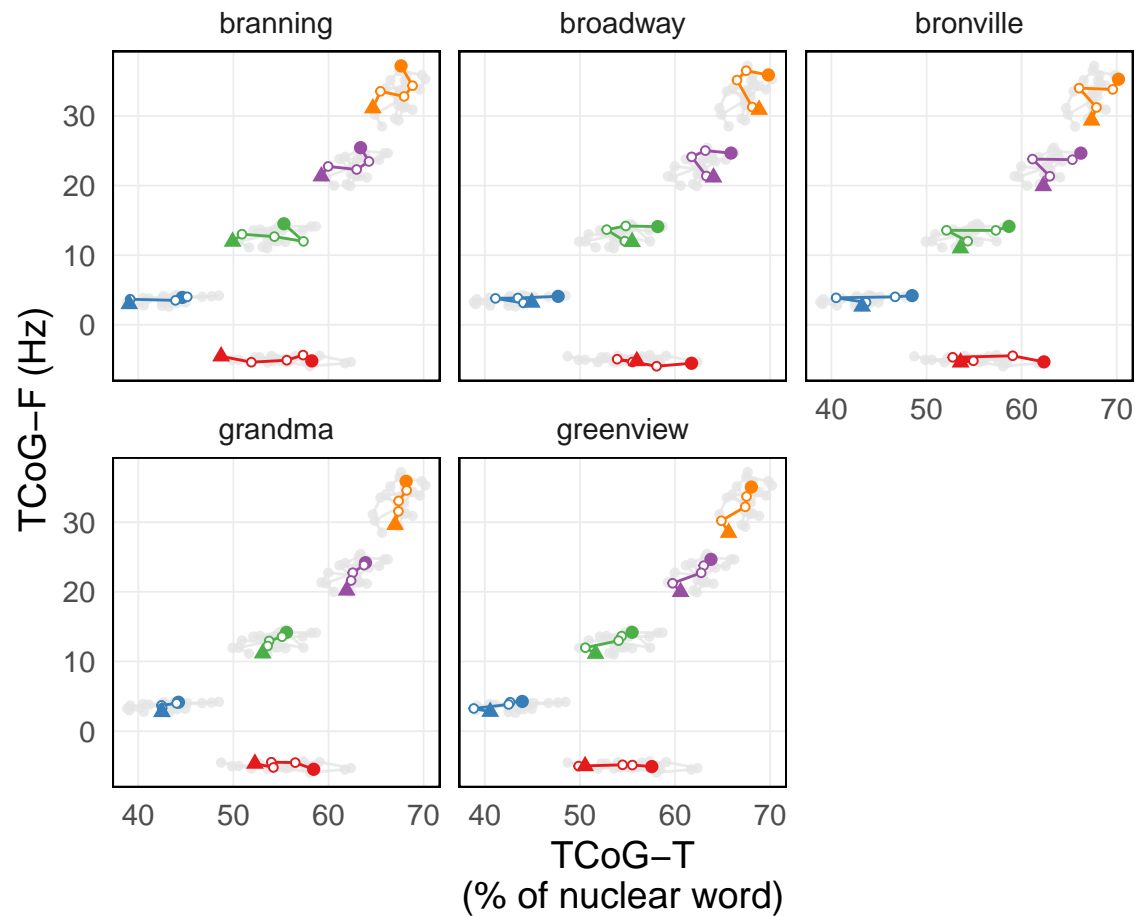 branning broadway bronville
30
20
10
0
40 50 60 70
grandma greenview
30
20
10
0
40 50 60 70 40 50 60 70
TCoG−F (Hz)
TCoG−T
(% of nuclear word)